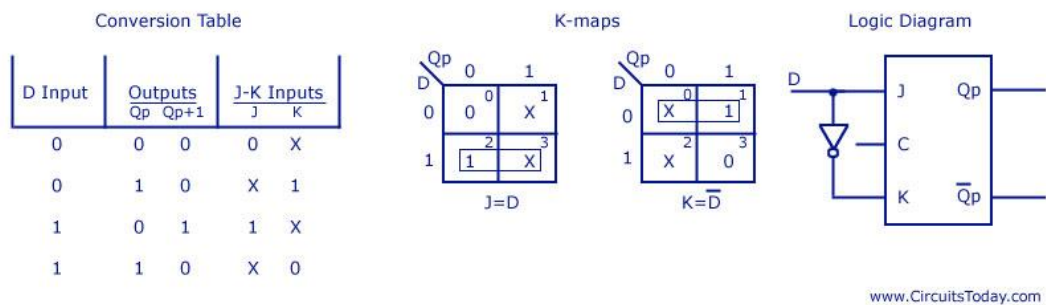 Conversion Table
D Input Outputs J-K Inputs
Qp Qp+1 J K
0 0 0 0 X
0 1 0 X 1
1 0 1 1 X
1 1 0 X 0
K-maps
Qp
D 0 1
0 0 0 X 1
1 1 2 X 3
J=D
Qp
D 0 1
0 X 0 1 1
1 X 2 0 3
K=D̅
Logic Diagram
D J Qp
C
K Q̅p
www.CircuitsToday.com